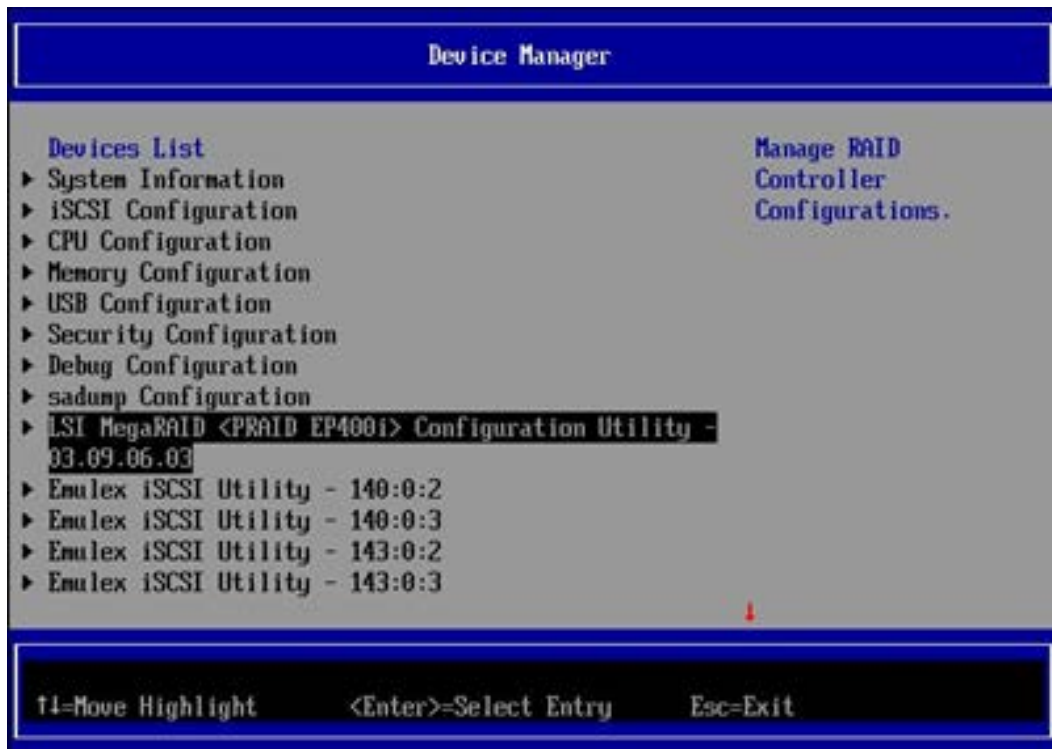 Device Manager
Devices List
Manage RAID
▶ System Information
Controller
▶ iSCSI Configuration
Configurations.
▶ CPU Configuration
▶ Memory Configuration
▶ USB Configuration
▶ Security Configuration
▶ Debug Configuration
▶ sadump Configuration
▶ LSI MegaRAID <PRAID EP400i> Configuration Utility -
03.09.06.03
▶ Emulex iSCSI Utility - 140:0:2
▶ Emulex iSCSI Utility - 140:0:3
▶ Emulex iSCSI Utility - 143:0:2
▶ Emulex iSCSI Utility - 143:0:3
↓
↑↓=Move Highlight <Enter>=Select Entry Esc=Exit